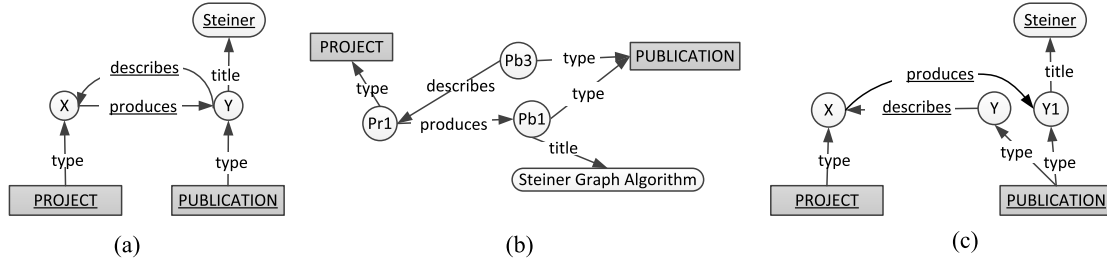 Steiner
describes
title
X
produces
Y
type
type
PROJECT
PUBLICATION
(a)
PROJECT
Pb3
type
PUBLICATION
type
describes
type
Pr1
produces
Pb1
title
Steiner Graph Algorithm
(b)
Steiner
produces
title
X
describes
Y
Y1
type
type
type
PROJECT
PUBLICATION
(c)